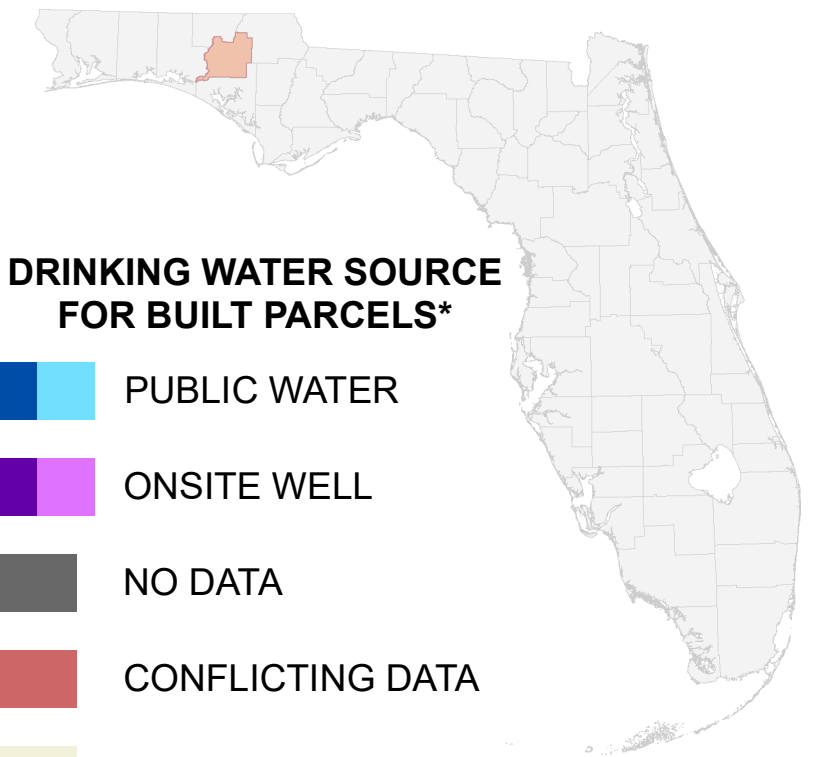 DRINKING WATER SOURCE
FOR BUILT PARCELS*
PUBLIC WATER
ONSITE WELL
NO DATA
CONFLICTING DATA